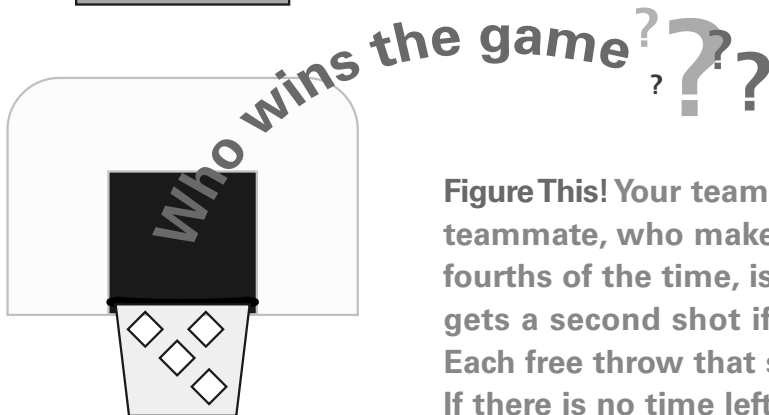 Who wins the game
? ? ? ? ?
Figure This! Your team
teammate, who make
fourths of the time, is
gets a second shot if
Each free throw that s
If there is no time left